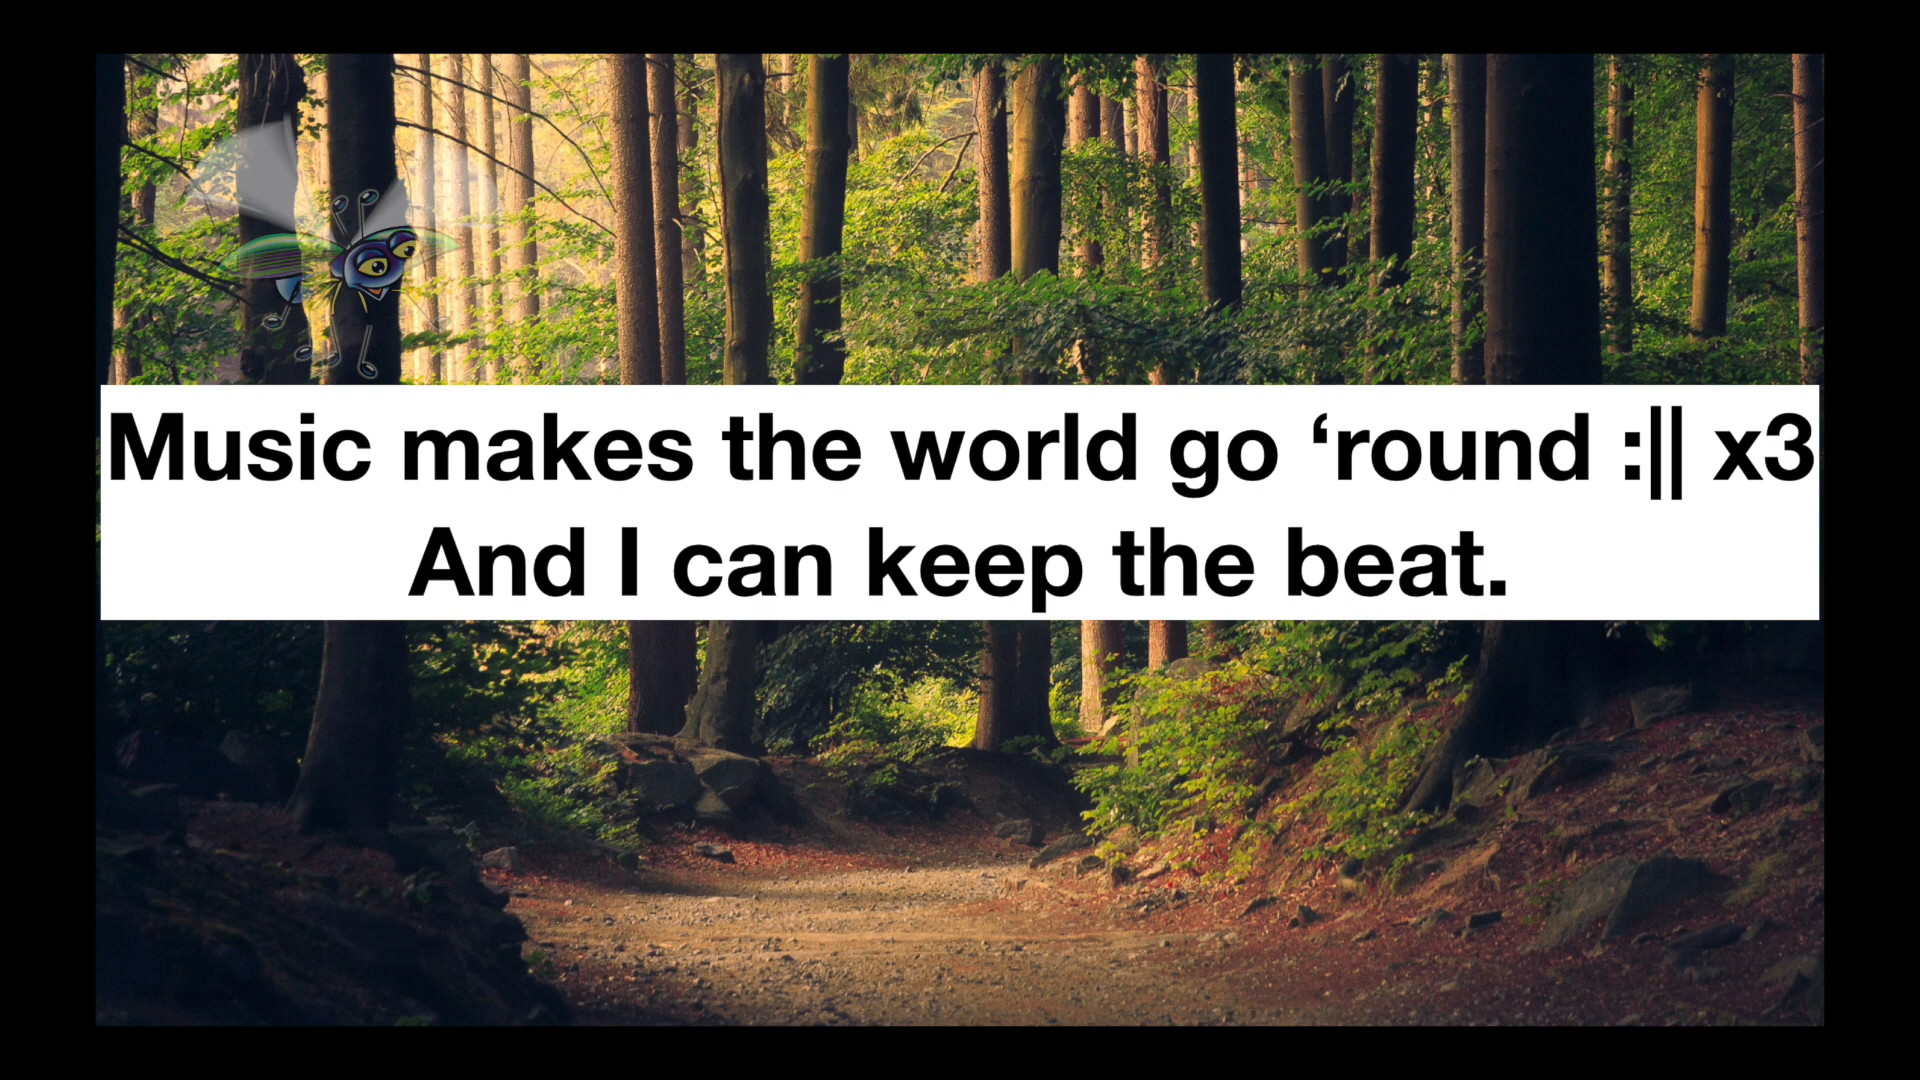 Music makes the world go ‘round :|| x3
And I can keep the beat.